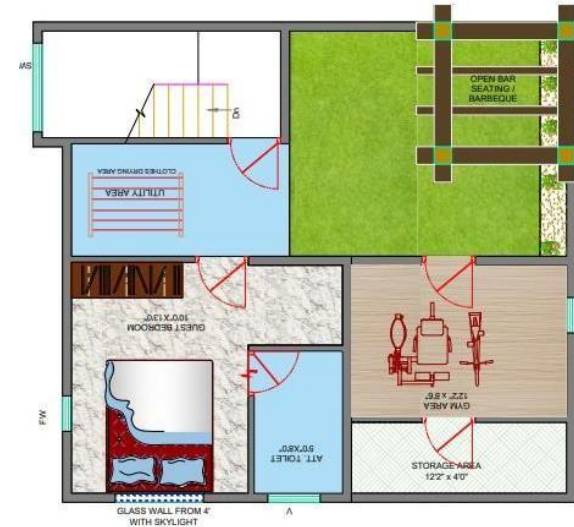 SW
OPEN BAR
SEATING /
BARBEQUE
Dn
CLOTHES DRYING AREA
UTILITY AREA
GUEST BEDROOM
10'0"X13'0"
GYM AREA
12'2" x 8'6"
FW
ATT. TOILET
5'0"X8'0"
STORAGE AREA
12'2" x 4'0"
GLASS WALL FROM 4'
WITH SKYLIGHT
V